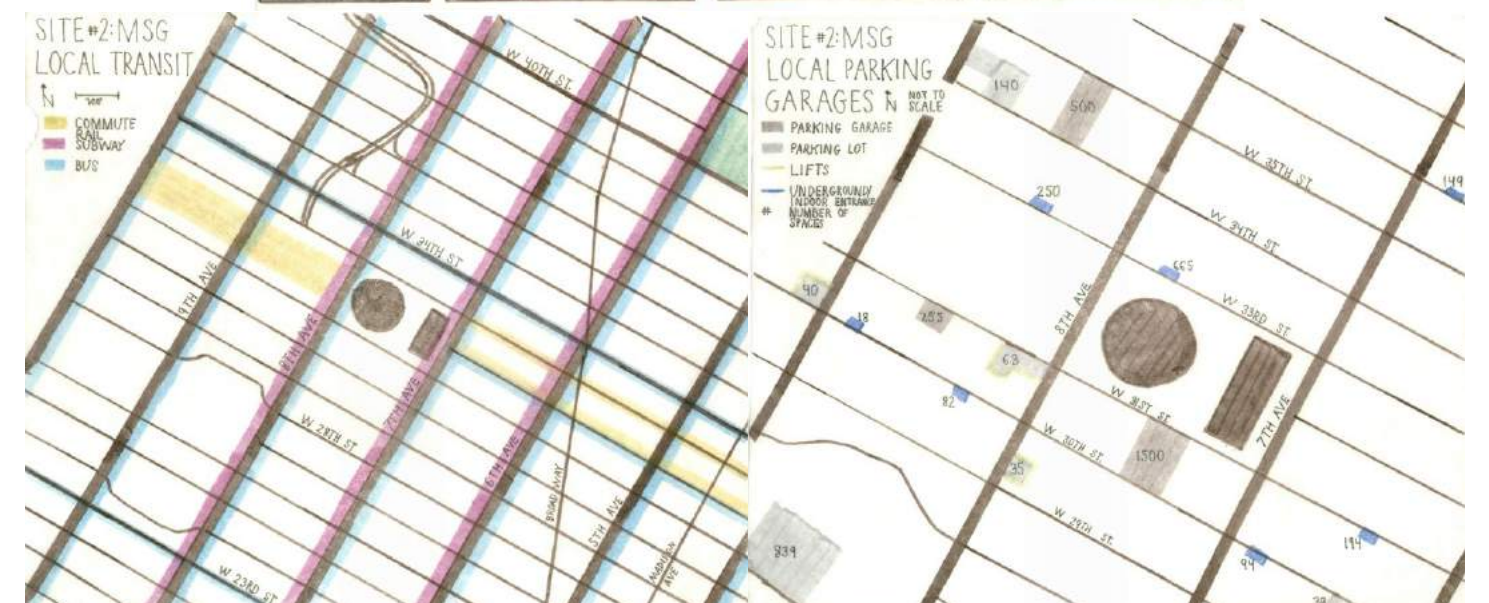 SITE #2: MSG
LOCAL TRANSIT
N
COMMUTE
RAIL
SUBWAY
BUS
W 40TH ST.
W 34TH ST
9TH AVE
8TH AVE
7TH AVE
W 28TH ST
6TH AVE
BROADWAY
5TH AVE
MADISON
AVE
W 23RD ST.
SITE #2: MSG
LOCAL PARKING
GARAGES N NOT TO
SCALE
PARKING GARAGE
PARKING LOT
LIFTS
UNDERGROUND/
INDOOR ENTRANCE
# NUMBER OF
SPACES
140
500
W 35TH ST.
149
250
W 34TH ST.
665
40
W 33RD ST.
18
255
8TH AVE
63
82
W 31ST ST.
7TH AVE
W 30TH ST.
1500
35
W 29TH ST.
839
194
94